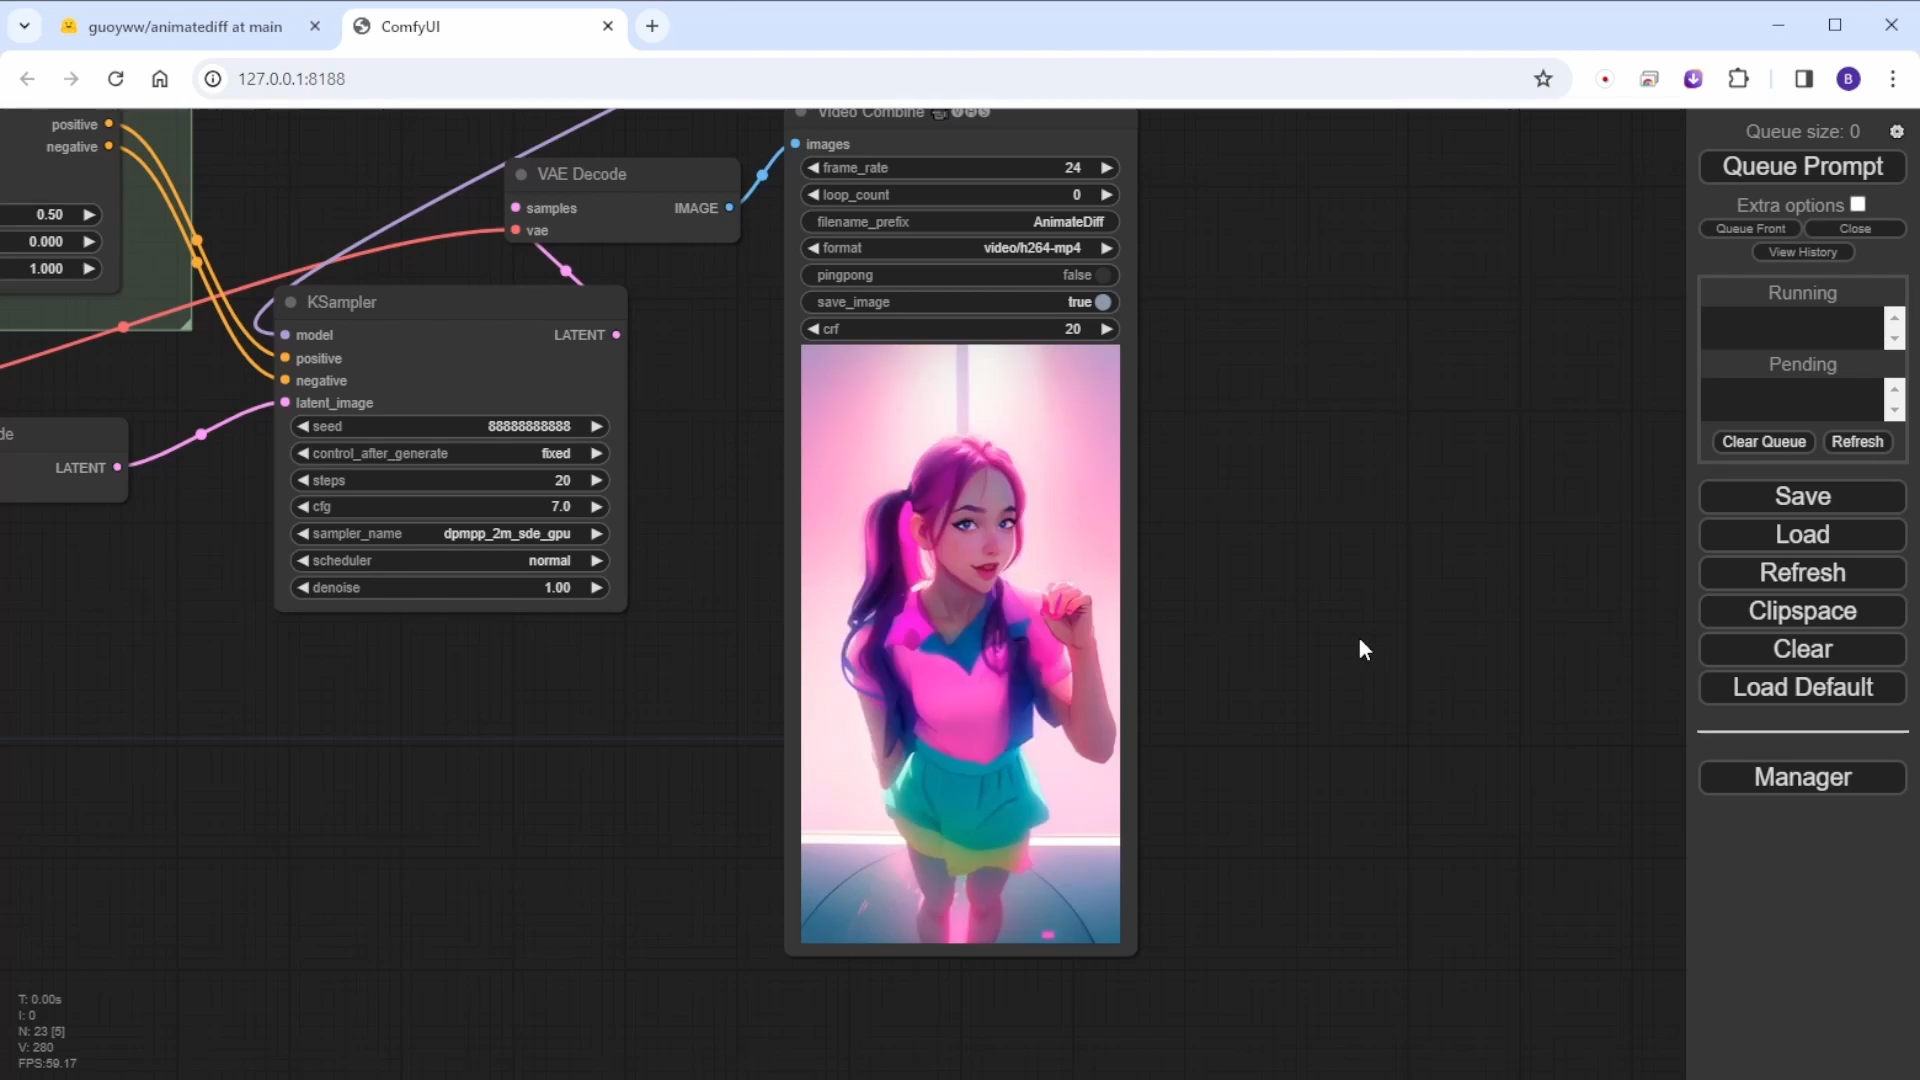 guoyww/animatediff at main
ComfyUI
127.0.0.1:8188
B
positive
negative
0.50
0.000
1.000
de
LATENT
VAE Decode
samples
IMAGE
vae
KSampler
model
LATENT
positive
negative
latent_image
seed 88888888888
control_after_generate fixed
steps 20
cfg 7.0
sampler_name dpmpp_2m_sde_gpu
scheduler normal
denoise 1.00
Video Combine
images
frame_rate 24
loop_count 0
filename_prefix AnimateDiff
format video/h264-mp4
pingpong false
save_image true
crf 20
Queue size: 0
Queue Prompt
Extra options
Queue Front
Close
View History
Running
Pending
Clear Queue
Refresh
Save
Load
Refresh
Clipspace
Clear
Load Default
Manager
T: 0.00s
I: 0
N: 23 [5]
V: 280
FPS:59.17